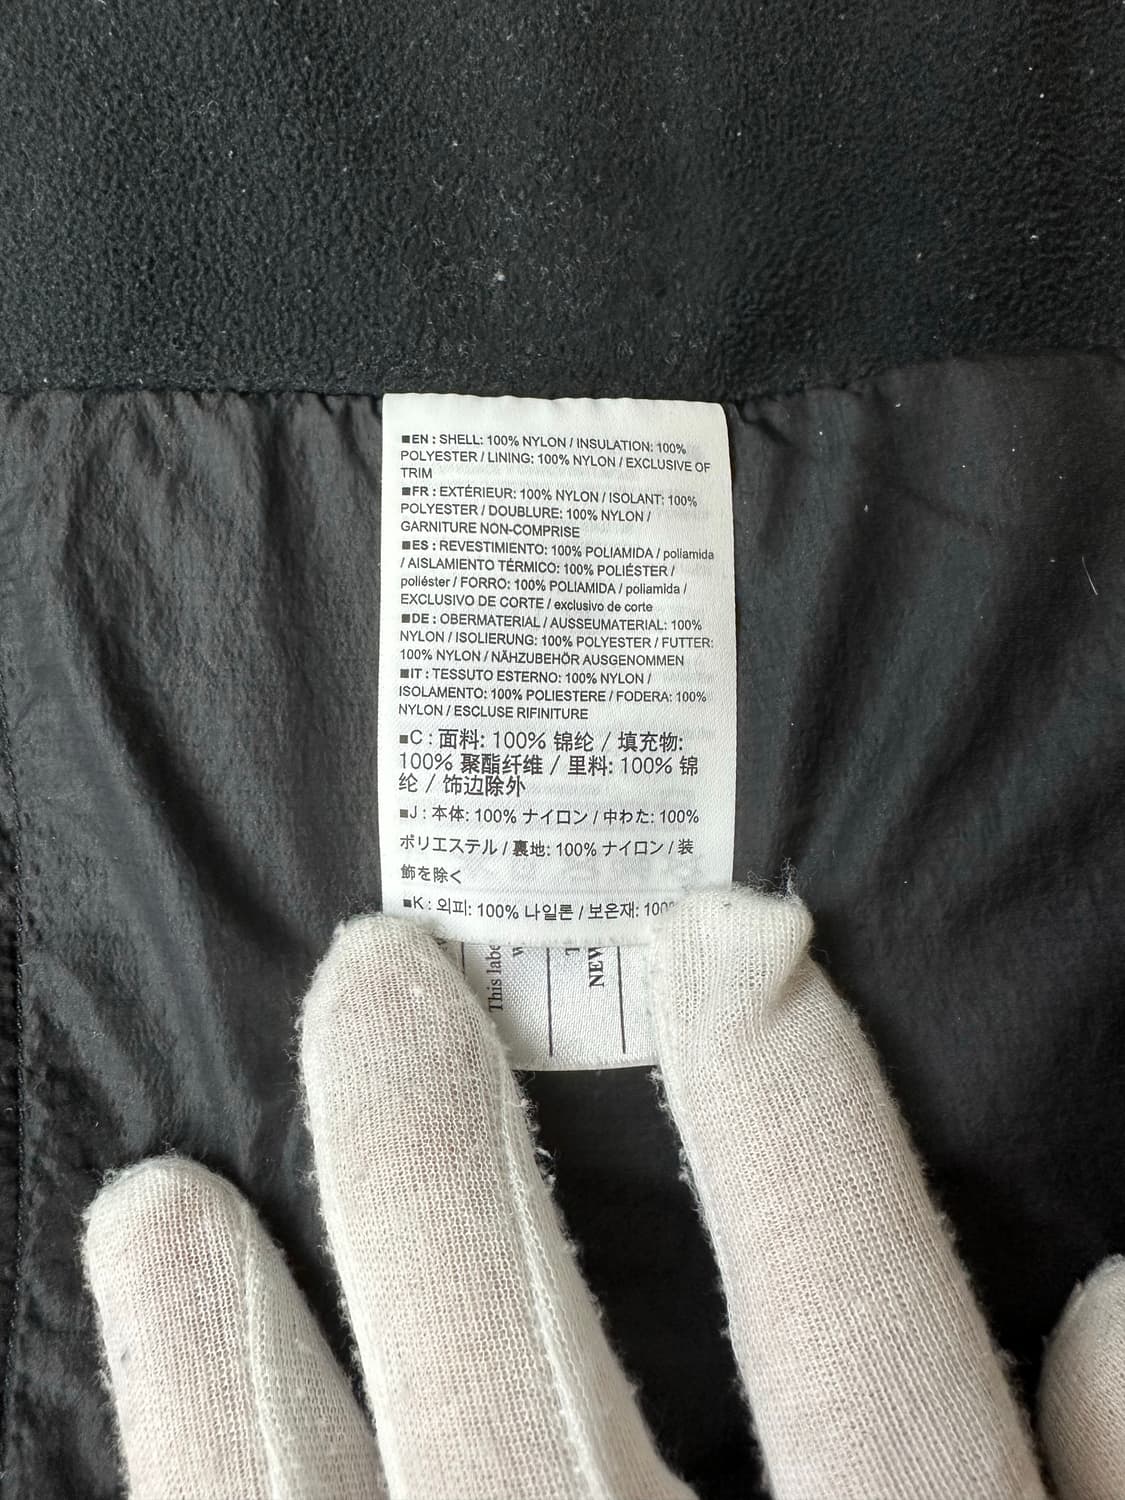 ■EN : SHELL: 100% NYLON / INSULATION: 100%
POLYESTER / LINING: 100% NYLON / EXCLUSIVE OF
TRIM
■FR : EXTÉRIEUR: 100% NYLON / ISOLANT: 100%
POLYESTER / DOUBLURE: 100% NYLON /
GARNITURE NON-COMPRISE
■ES : REVESTIMIENTO: 100% POLIAMIDA / poliamida
/ AISLAMIENTO TÉRMICO: 100% POLIÉSTER /
poliéster / FORRO: 100% POLIAMIDA / poliamida /
EXCLUSIVO DE CORTE / exclusivo de corte
■DE : OBERMATERIAL / AUSSEUMATERIAL: 100%
NYLON / ISOLIERUNG: 100% POLYESTER / FUTTER:
100% NYLON / NÄHZUBEHÖR AUSGENOMMEN
■IT : TESSUTO ESTERNO: 100% NYLON /
ISOLAMENTO: 100% POLIESTERE / FODERA: 100%
NYLON / ESCLUSE RIFINITURE
■C : 面料: 100% 锦纶 / 填充物:
100% 聚酯纤维 / 里料: 100% 锦
纶 / 饰边除外
■J : 本体: 100% ナイロン / 中わた: 100%
ポリエステル / 裏地: 100% ナイロン / 装
飾を除く
■K : 외피: 100% 나일론 / 보온재: 100%
This labe
NEW